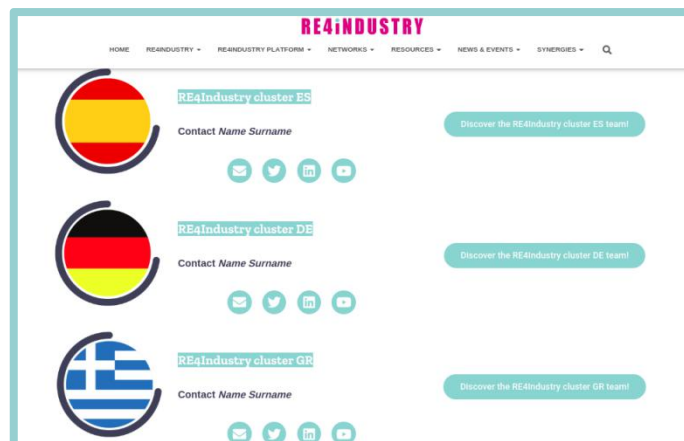 RE4iNDUSTRY
HOME RE4INDUSTRY RE4INDUSTRY PLATFORM NETWORKS RESOURCES NEWS & EVENTS SYNERGIES
RE4Industry cluster ES
Contact Name Surname
Discover the RE4Industry cluster ES team!
RE4Industry cluster DE
Contact Name Surname
Discover the RE4Industry cluster DE team!
RE4Industry cluster GR
Contact Name Surname
Discover the RE4Industry cluster GR team!